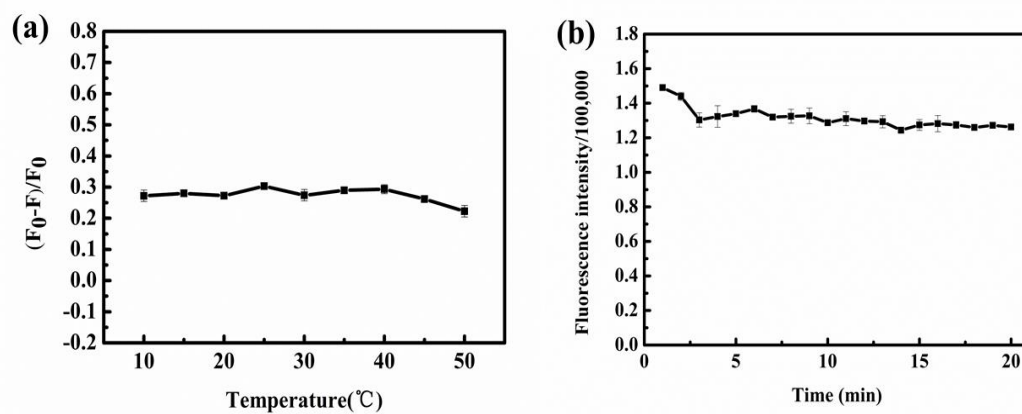 (a)
0.8
0.7
0.6
0.5
0.4
0.3
0.2
0.1
0.0
-0.1
-0.2
(F0-F)/F0
10 20 30 40 50
Temperature(℃)
(b)
1.8
1.6
1.4
1.2
1.0
0.8
0.6
0.4
0.2
0.0
Fluorescence intensity/100,000
0 5 10 15 20
Time (min)